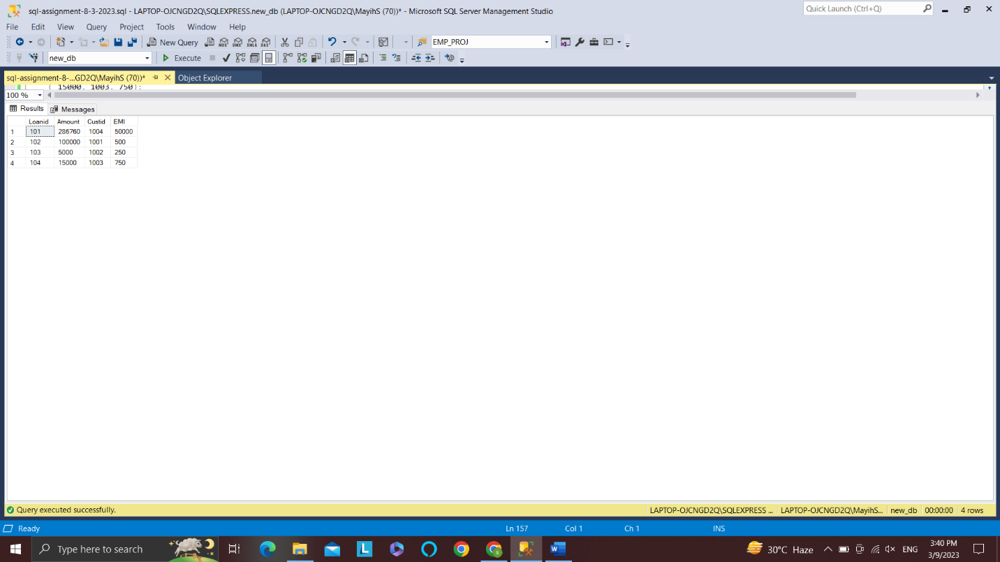 sql-assignment-8-3-2023.sql - LAPTOP-OJCNGD2Q\SQLEXPRESS.new_db (LAPTOP-OJCNGD2Q\MayihS (70))* - Microsoft SQL Server Management Studio
Quick Launch (Ctrl+Q)
File Edit View Query Project Tools Window Help
New Query MDX DMX XMLA DAX EMP_PROJ
new_db Execute
sql-assignment-8-...GD2Q\MayihS (70))* Object Explorer
( 15000, 1003, 750);
100 %
Results Messages
Loanid Amount Custid EMI
1 101 286760 1004 50000
2 102 100000 1001 500
3 103 5000 1002 250
4 104 15000 1003 750
Query executed successfully. LAPTOP-OJCNGD2Q\SQLEXPRESS ... LAPTOP-OJCNGD2Q\MayihS... new_db 00:00:00 4 rows
Ready Ln 157 Col 1 Ch 1 INS
Type here to search L W 30°C Haze ENG 3:40 PM
3/9/2023